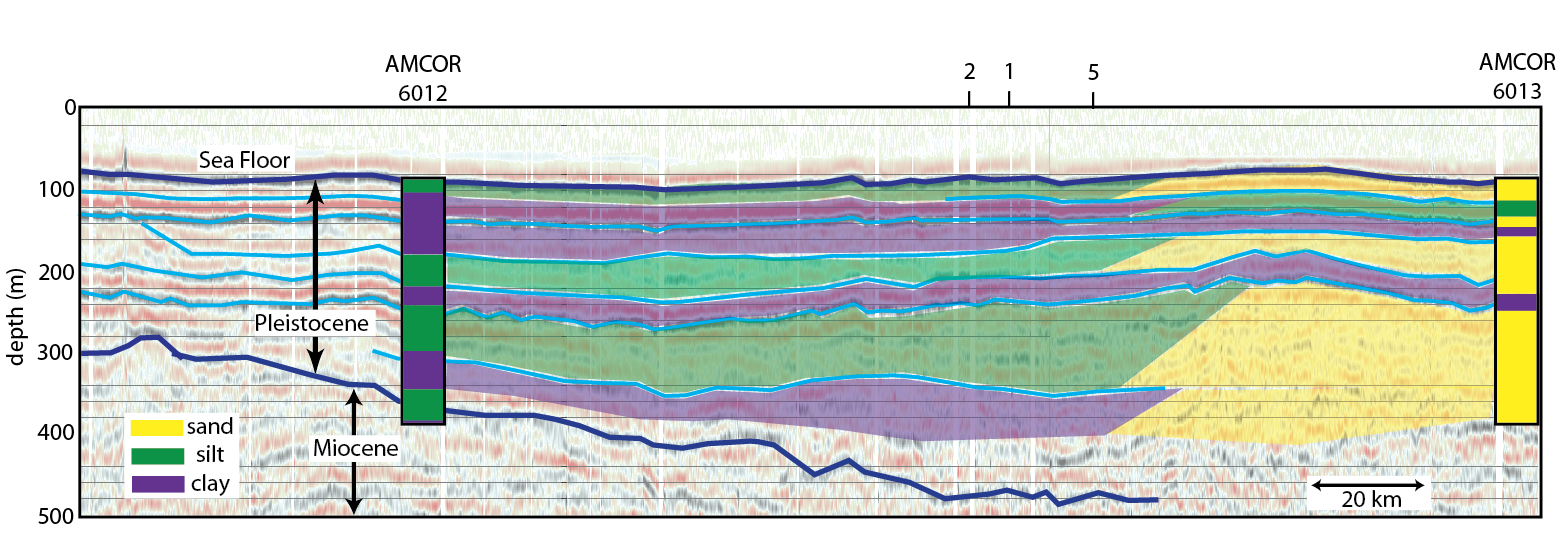 AMCOR
6012
2 1 5
AMCOR
6013
0
100
200
300
400
500
depth (m)
Sea Floor
Pleistocene
Miocene
sand
silt
clay
20 km